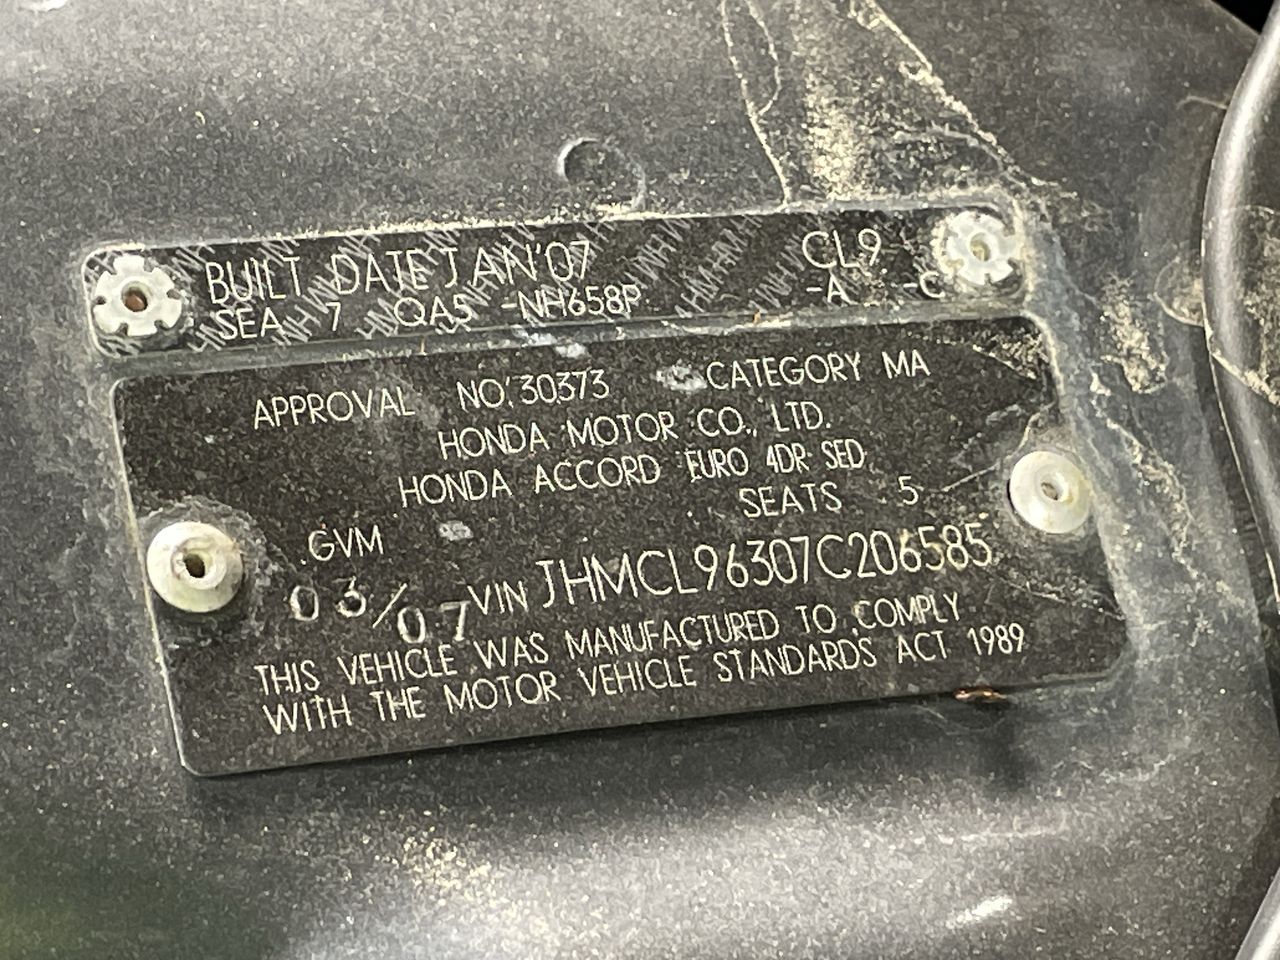 BUILT DATE JAN'07 CL9
SEA 7 QA5 -NH658P -A -C
APPROVAL NO. 30373 CATEGORY MA
HONDA MOTOR CO., LTD.
HONDA ACCORD EURO 4DR SED
SEATS 5
GVM
03/07 VIN JHMCL96307C206585
THIS VEHICLE WAS MANUFACTURED TO COMPLY
WITH THE MOTOR VEHICLE STANDARDS ACT 1989